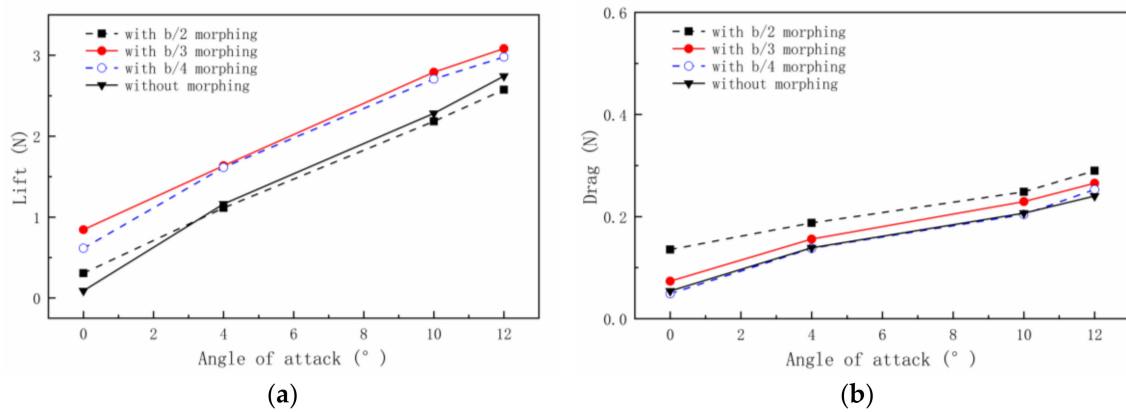 with b/2 morphing
with b/3 morphing
with b/4 morphing
without morphing
3
2
1
0
Lift (N)
0 2 4 6 8 10 12
Angle of attack (°)
(a)
with b/2 morphing
with b/3 morphing
with b/4 morphing
without morphing
0.6
0.4
0.2
0.0
Drag (N)
0 2 4 6 8 10 12
Angle of attack (°)
(b)